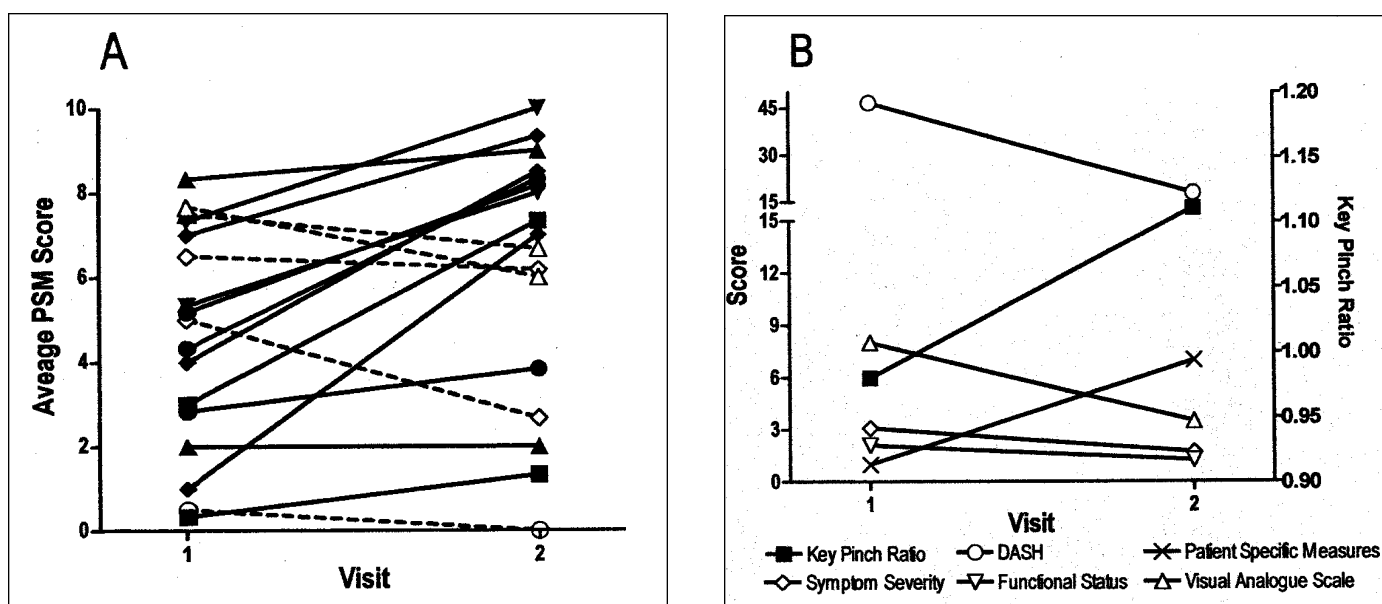 A
10
8
6
4
2
0
Aveage PSM Score
1 2
Visit
B
45
30
15
15
12
9
6
3
0
Score
1.20
1.15
1.10
1.05
1.00
0.95
0.90
Key Pinch Ratio
1 2
Visit
Key Pinch Ratio DASH Patient Specific Measures
Symptom Severity Functional Status Visual Analogue Scale